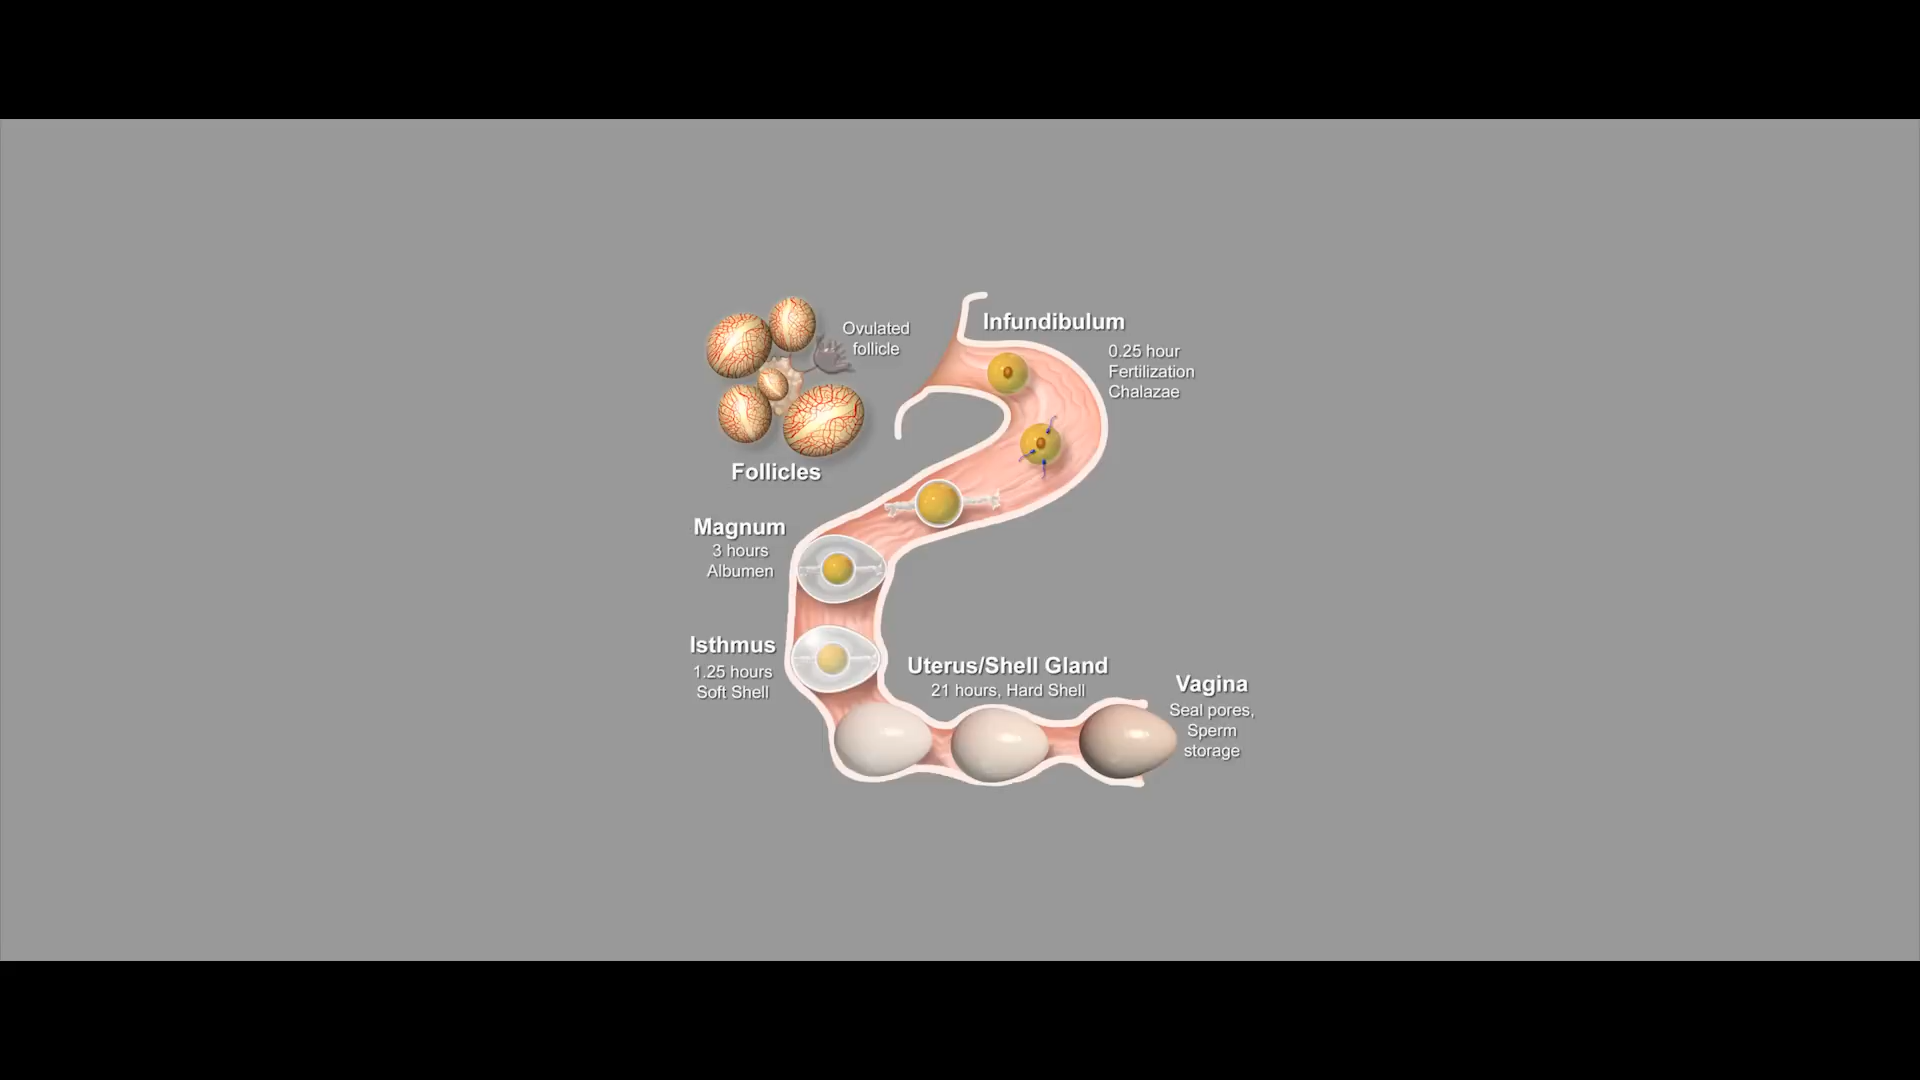 Ovulated
follicle
Follicles
Infundibulum
0.25 hour
Fertilization
Chalazae
Magnum
3 hours
Albumen
Isthmus
1.25 hours
Soft Shell
Uterus/Shell Gland
21 hours, Hard Shell
Vagina
Seal pores,
Sperm
storage